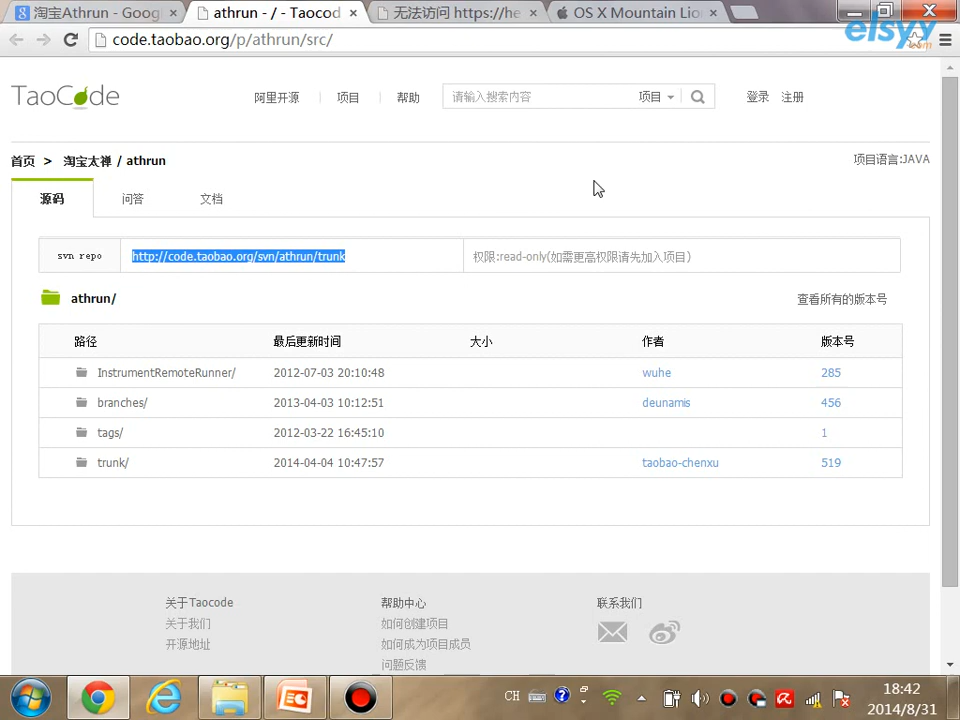 淘宝Athrun - Goog
athrun - / - Taocod
无法访问 https://he
OS X Mountain Lio
elsyy
.com
code.taobao.org/p/athrun/src/
TaoCode
阿里开源
项目
帮助
请输入搜索内容
项目
登录
注册
首页 > 淘宝太禅 / athrun
项目语言:JAVA
源码
问答
文档
svn repo
http://code.taobao.org/svn/athrun/trunk
权限:read-only(如需更高权限请先加入项目)
athrun/
查看所有的版本号
路径 最后更新时间 大小 作者 版本号
InstrumentRemoteRunner/ 2012-07-03 20:10:48 wuhe 285
branches/ 2013-04-03 10:12:51 deunamis 456
tags/ 2012-03-22 16:45:10 1
trunk/ 2014-04-04 10:47:57 taobao-chenxu 519
关于Taocode
关于我们
开源地址
帮助中心
如何创建项目
如何成为项目成员
问题反馈
联系我们
CH
18:42
2014/8/31